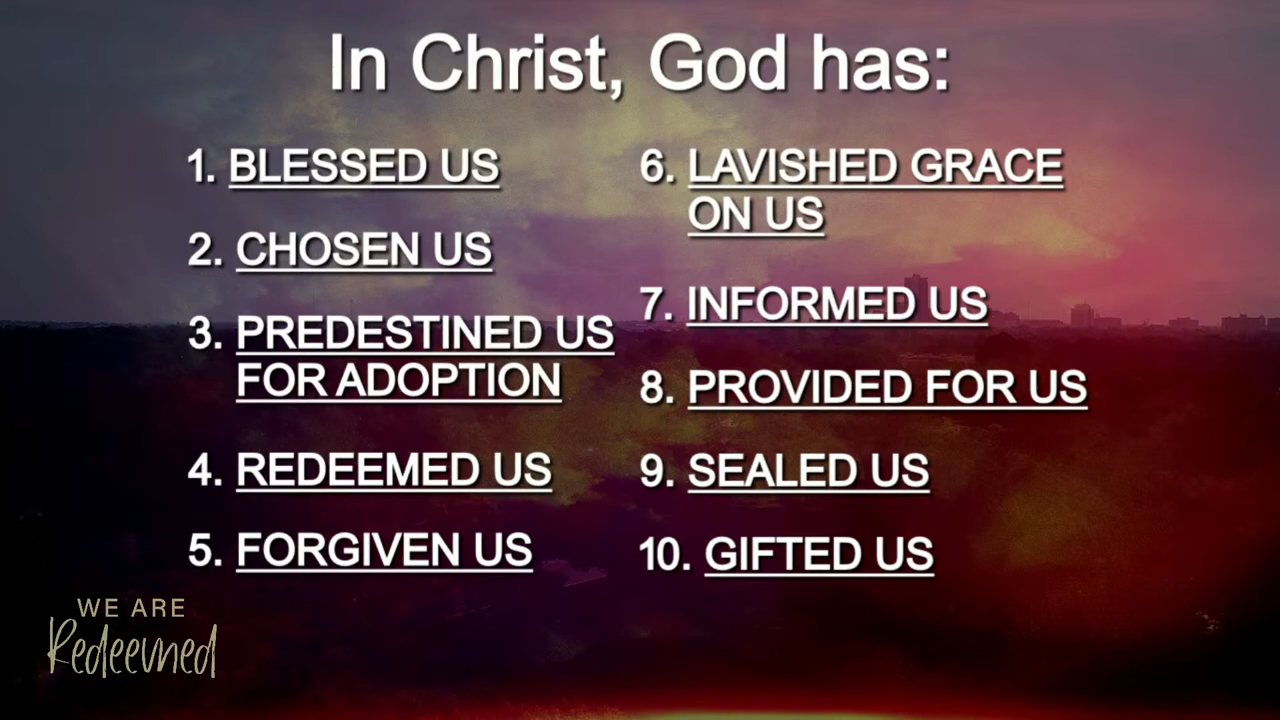 In Christ, God has:
1. BLESSED US
2. CHOSEN US
3. PREDESTINED US
FOR ADOPTION
4. REDEEMED US
5. FORGIVEN US
6. LAVISHED GRACE
ON US
7. INFORMED US
8. PROVIDED FOR US
9. SEALED US
10. GIFTED US
WE ARE
Redeemed